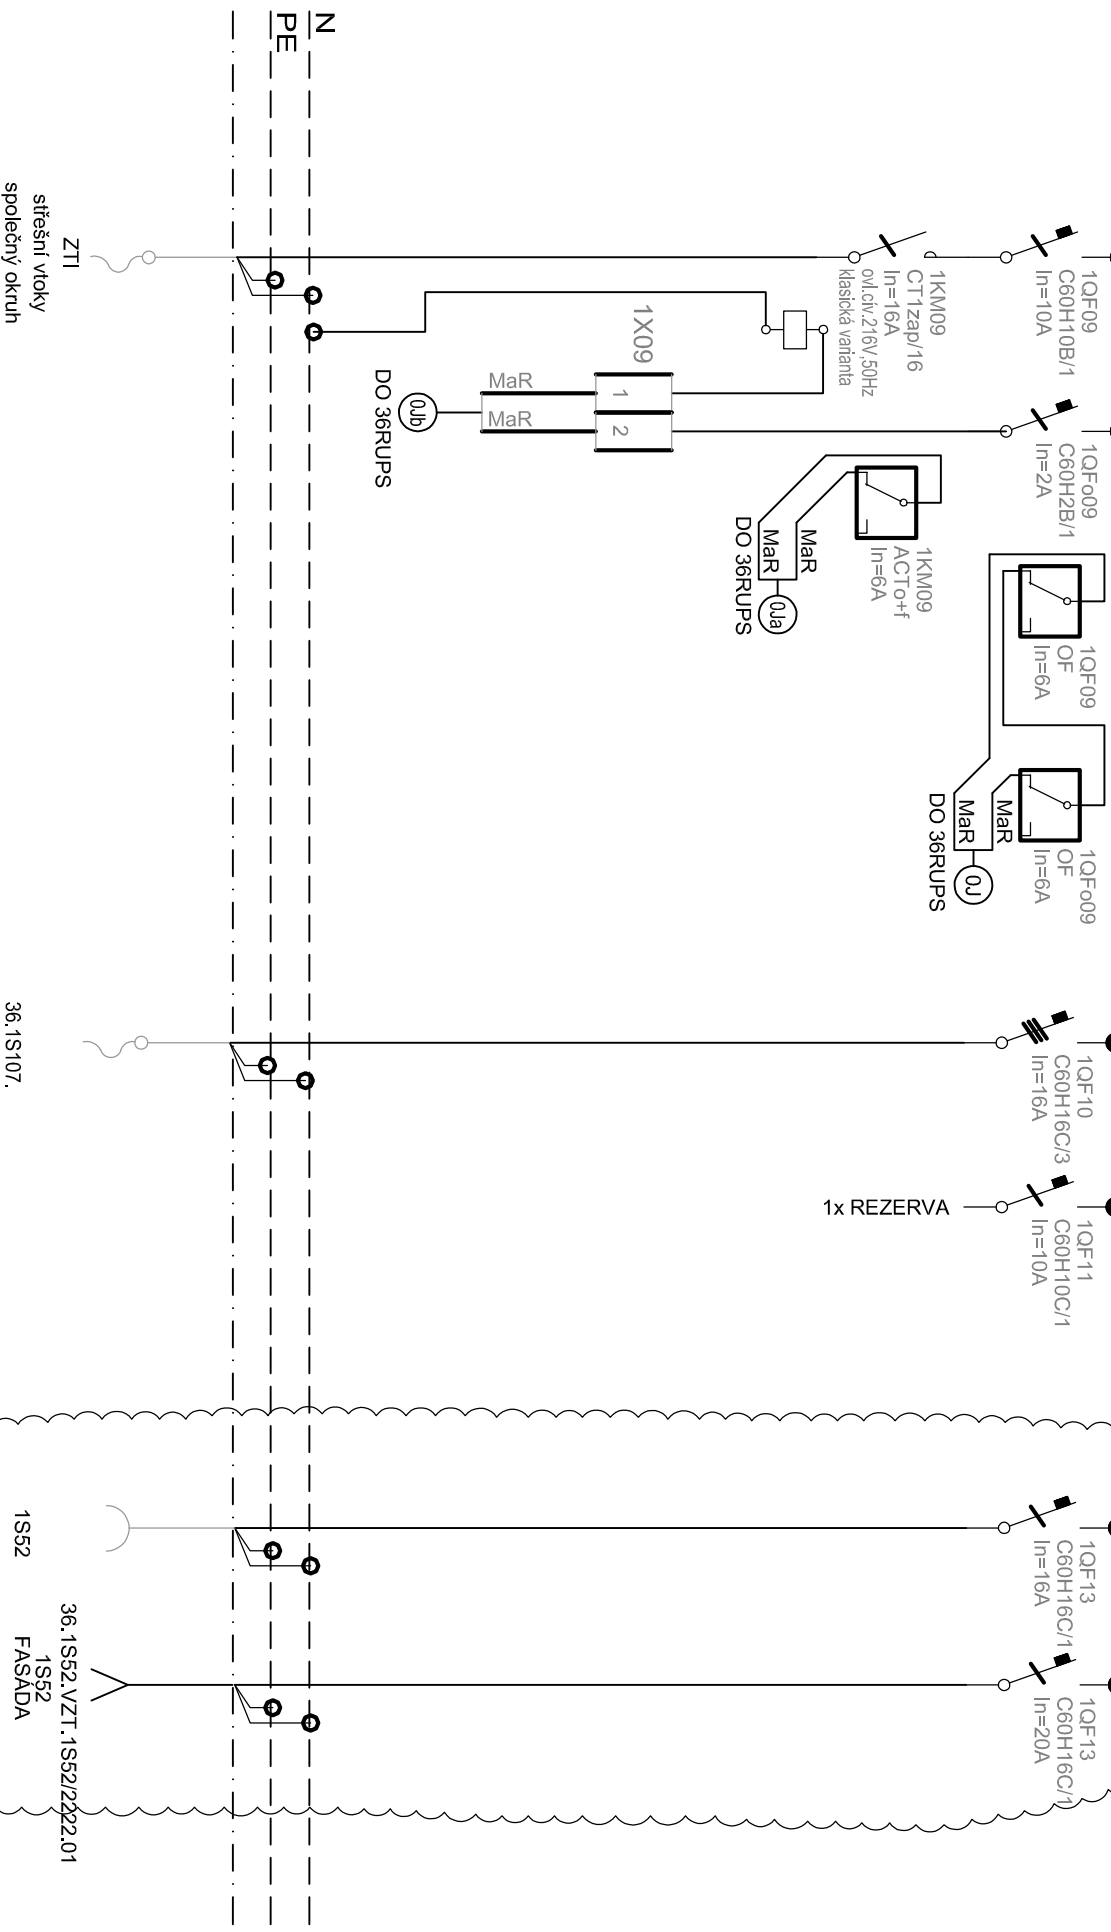 N
PE
1QF09
C60H10B/1
In=10A
1KM09
CT1zap/16
In=16A
ovl.cív.216V,50Hz
klasická varianta
1X09
1
2
MaR
MaR
0Jb
DO 36RUPS
ZTI
střešní vtoky
společný okruh
1QFo09
C60H2B/1
In=2A
1KM09
ACTo+f
In=6A
MaR
MaR
0Ja
DO 36RUPS
1QF09
OF
In=6A
1QFo09
OF
In=6A
MaR
MaR
0J
DO 36RUPS
1QF10
C60H16C/3
In=16A
36.1S107.
1QF11
C60H10C/1
In=10A
1x REZERVA
1QF13
C60H16C/1
In=16A
1S52
1QF13
C60H16C/1
In=20A
36.1S52.VZT.1S52/2222.01
1S52
FASÁDA